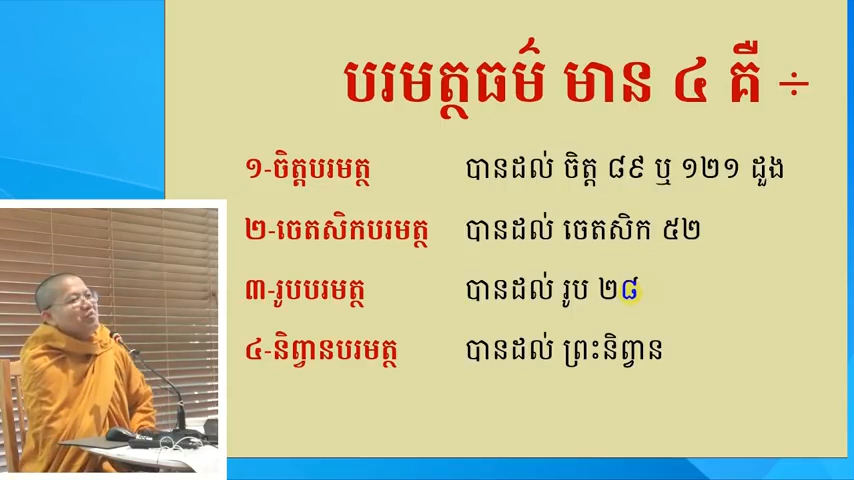 បរមត្ថធម៌ មាន ៤ គឺ ÷
១-ចិត្តបរមត្ថ បានដល់ ចិត្ត ៨៩ ឬ ១២១ ដួង
២-ចេតសិកបរមត្ថ បានដល់ ចេតសិក ៥២
៣-រូបបរមត្ថ បានដល់ រូប ២៨
៤-និព្វានបរមត្ថ បានដល់ ព្រះនិព្វាន